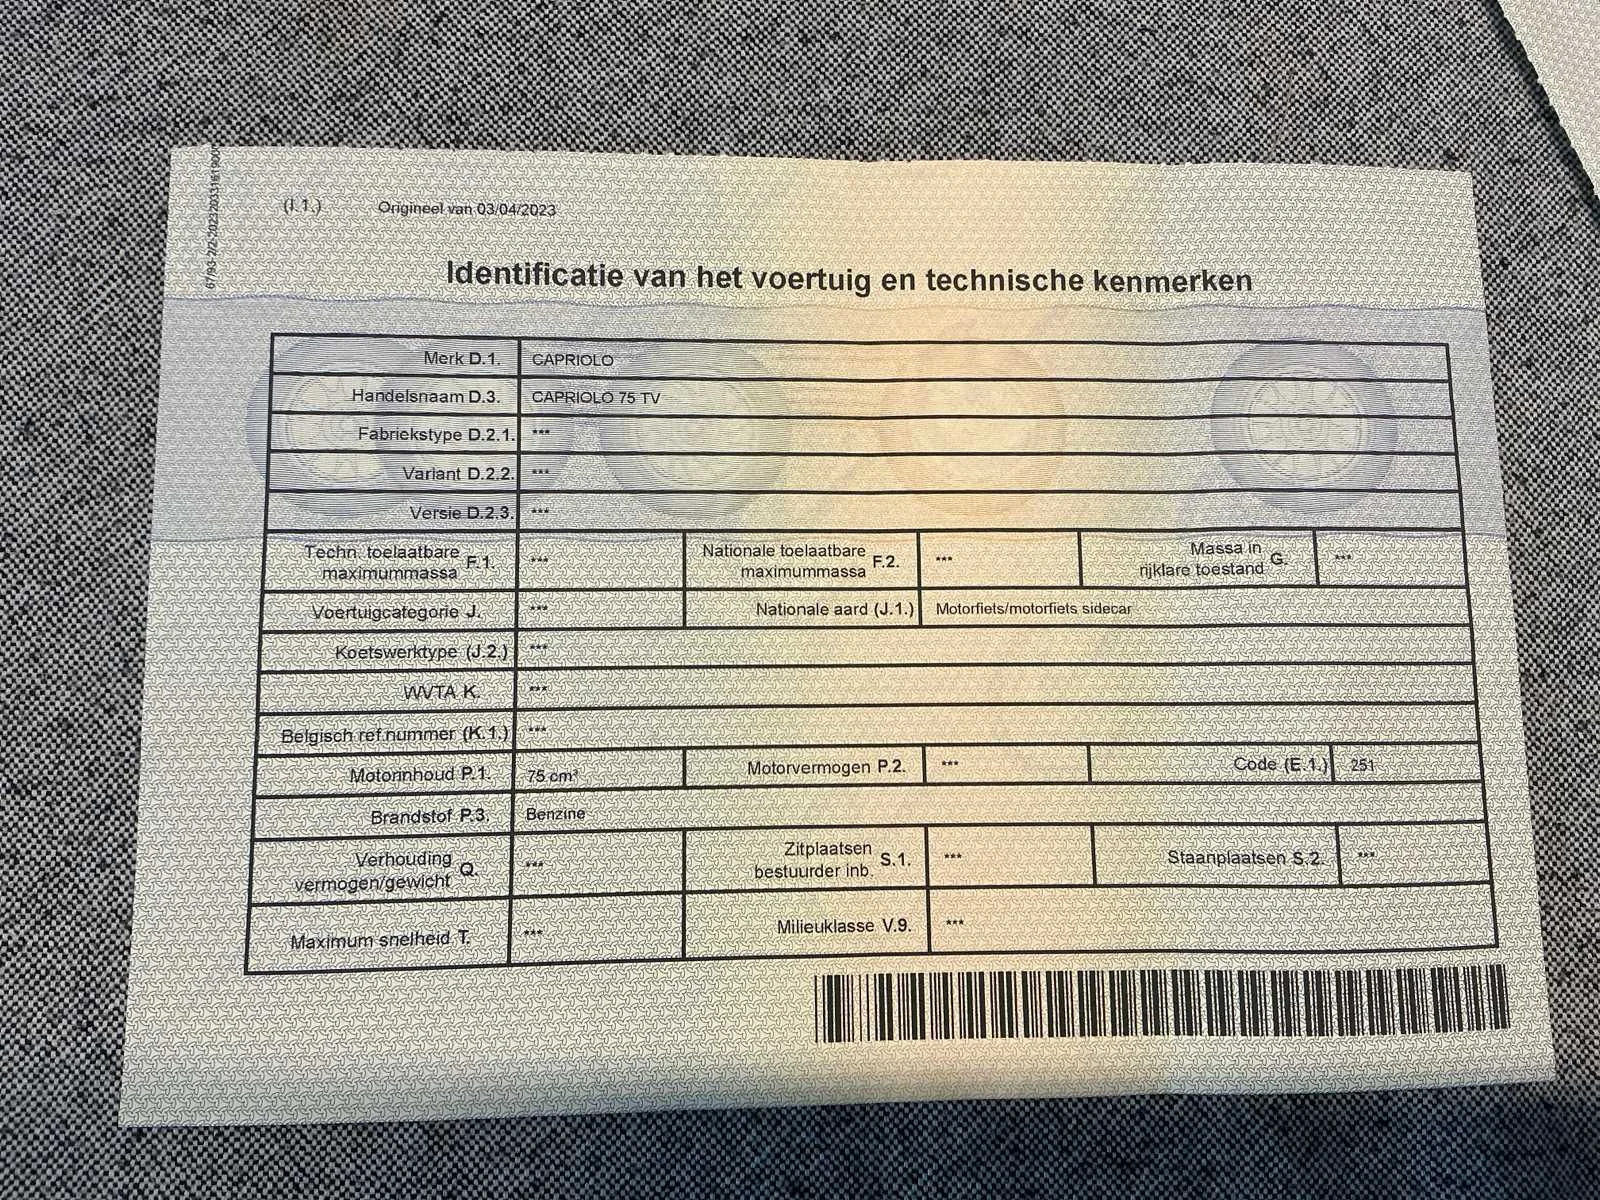 (I.1.) Origineel van 03/04/2023
Identificatie van het voertuig en technische kenmerken
Merk D.1. CAPRIOLO
Handelsnaam D.3. CAPRIOLO 75 TV
Fabriekstype D.2.1. ***
Variant D.2.2. ***
Versie D.2.3. ***
Techn. toelaatbare maximummassa F.1. *** Nationale toelaatbare maximummassa F.2. *** Massa in rijklare toestand G. ***
Voertuigcategorie J. *** Nationale aard (J.1.) Motorfiets/motorfiets sidecar
Koetswerktype (J.2.) ***
WVTA K. ***
Belgisch ref.nummer (K.1.) ***
Motorinhoud P.1. 75 cm³ Motorvermogen P.2. *** Code (E.1.) 251
Brandstof P.3. Benzine
Verhouding vermogen/gewicht Q. *** Zitplaatsen bestuurder inb. S.1. *** Staanplaatsen S.2. ***
Maximum snelheid T. *** Milieuklasse V.9. ***